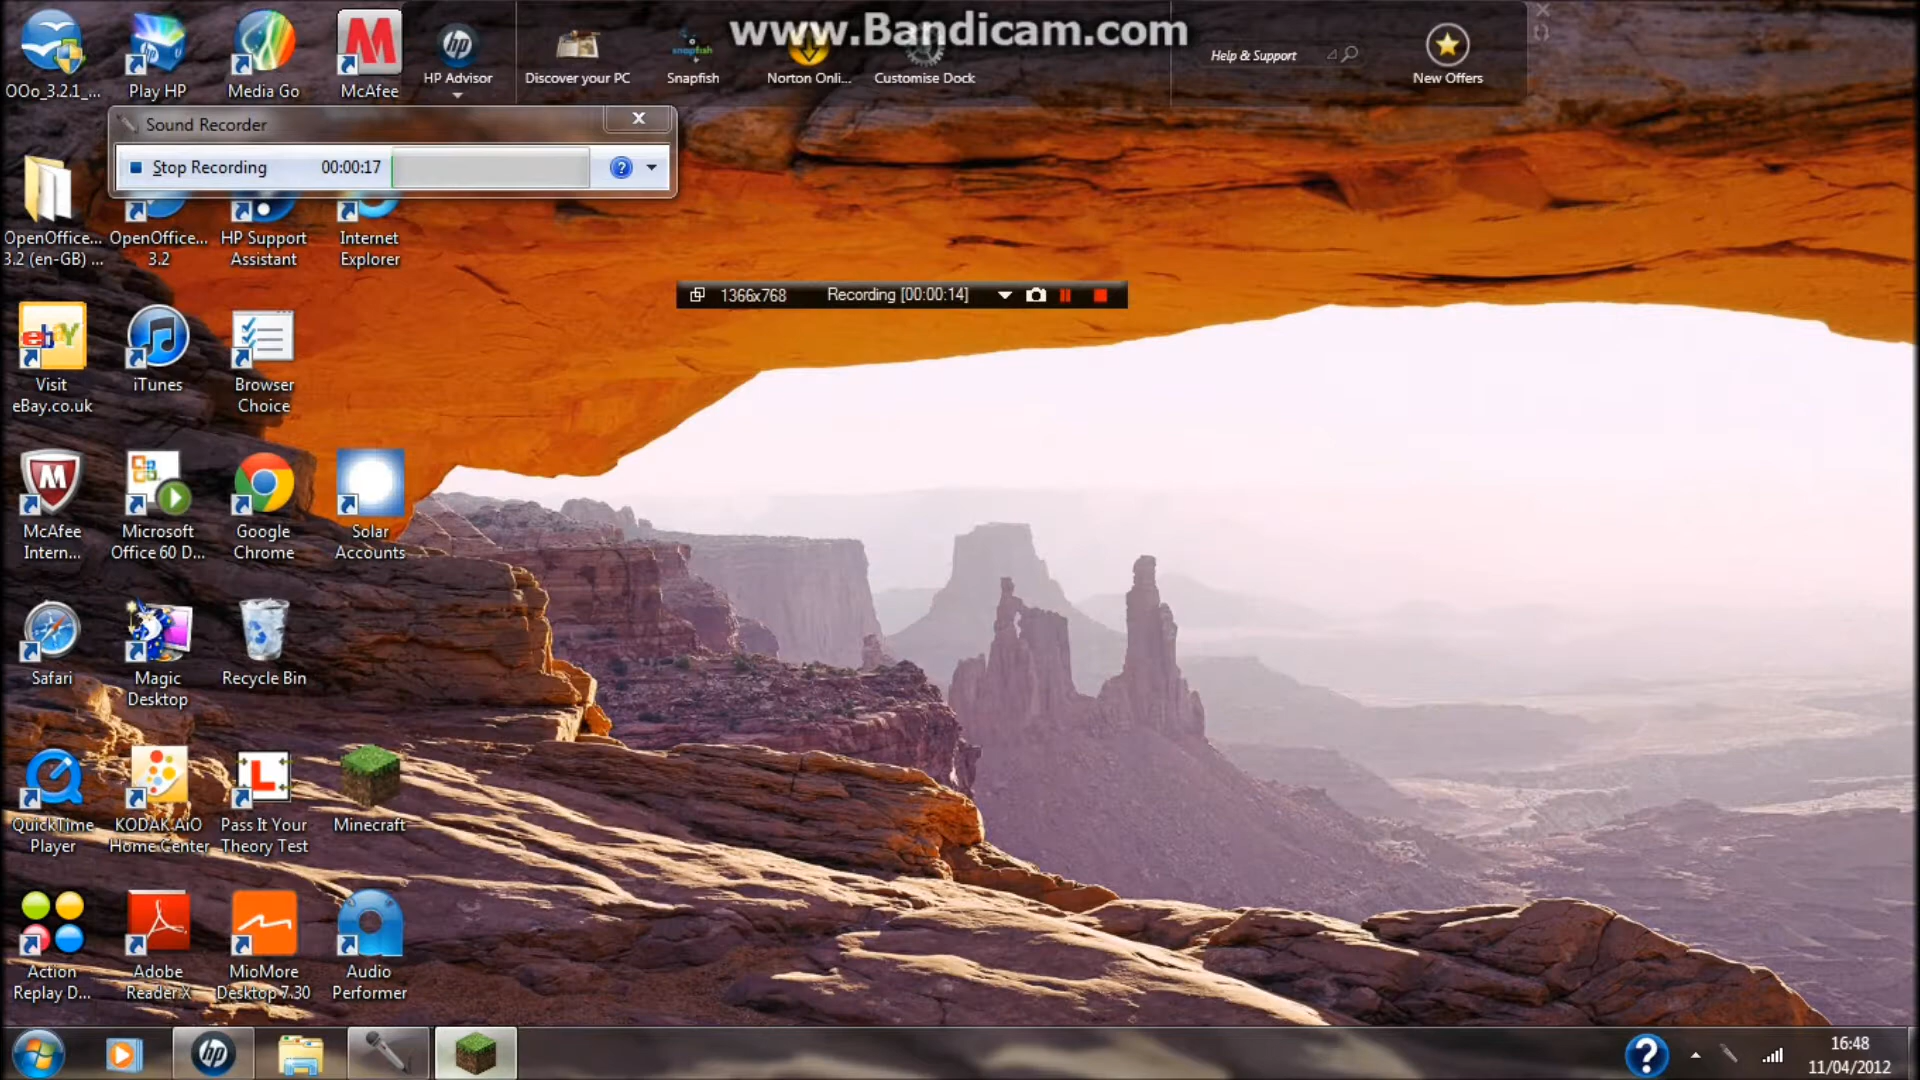 www.Bandicam.com
OOo_3.2.1_...
Play HP
Media Go
McAfee
HP Advisor
Discover your PC
Snapfish
Norton Onli...
Customise Dock
Help & Support
New Offers
Sound Recorder
Stop Recording
00:00:17
OpenOffice...
3.2 (en-GB) ...
OpenOffice...
3.2
HP Support
Assistant
Internet
Explorer
1366x768
Recording [00:00:14]
Visit
eBay.co.uk
iTunes
Browser
Choice
McAfee
Intern...
Microsoft
Office 60 D...
Google
Chrome
Solar
Accounts
Safari
Magic
Desktop
Recycle Bin
QuickTime
Player
KODAK AiO
Home Center
Pass It Your
Theory Test
Minecraft
Action
Replay D...
Adobe
Reader X
MioMore
Desktop 7.30
Audio
Performer
16:48
11/04/2012